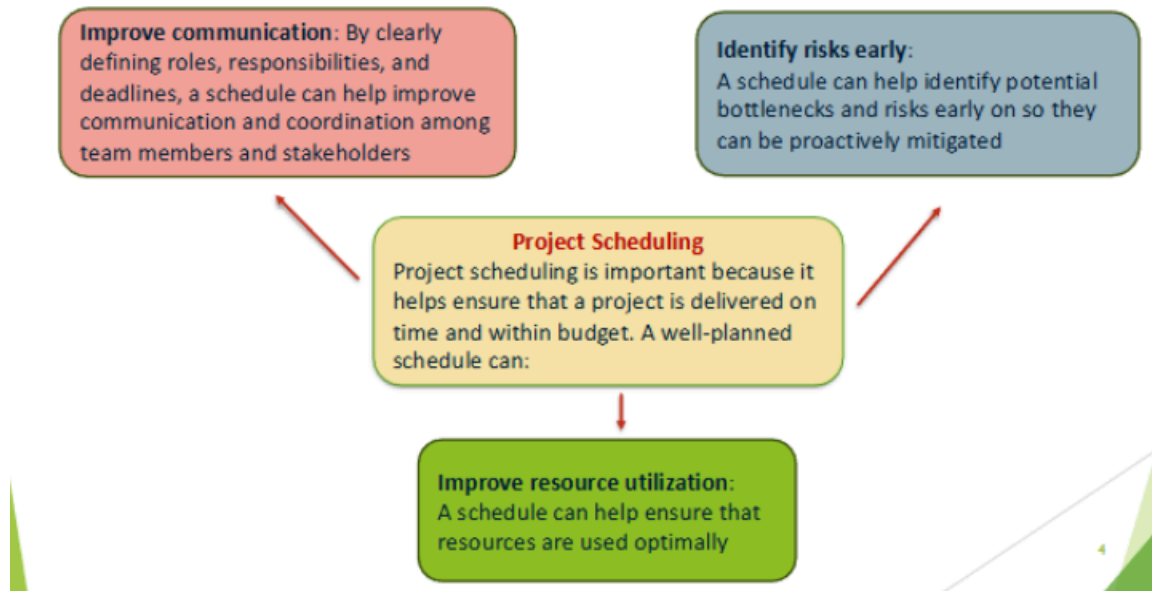 Improve communication: By clearly
defining roles, responsibilities, and
deadlines, a schedule can help improve
communication and coordination among
team members and stakeholders
Identify risks early:
A schedule can help identify potential
bottlenecks and risks early on so they
can be proactively mitigated
Project Scheduling
Project scheduling is important because it
helps ensure that a project is delivered on
time and within budget. A well-planned
schedule can:
Improve resource utilization:
A schedule can help ensure that
resources are used optimally
4